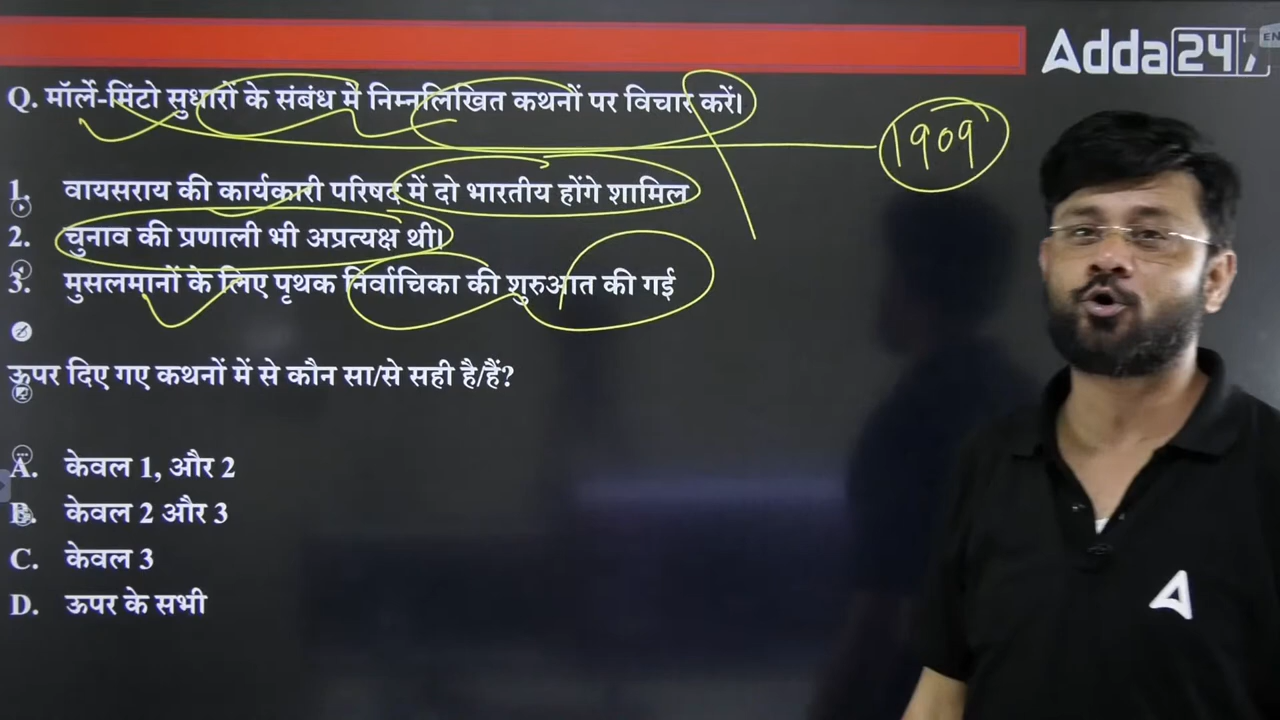 Adda247
EN
Q. मॉर्ले-मिंटो सुधारों के संबंध मे निम्नलिखित कथनों पर विचार करें।
1909
1. वायसराय की कार्यकारी परिषद में दो भारतीय होंगे शामिल
2. चुनाव की प्रणाली भी अप्रत्यक्ष थी।
3. मुसलमानों के लिए पृथक निर्वाचिका की शुरुआत की गई
ऊपर दिए गए कथनों में से कौन सा/से सही है/हैं?
A. केवल 1, और 2
B. केवल 2 और 3
C. केवल 3
D. ऊपर के सभी